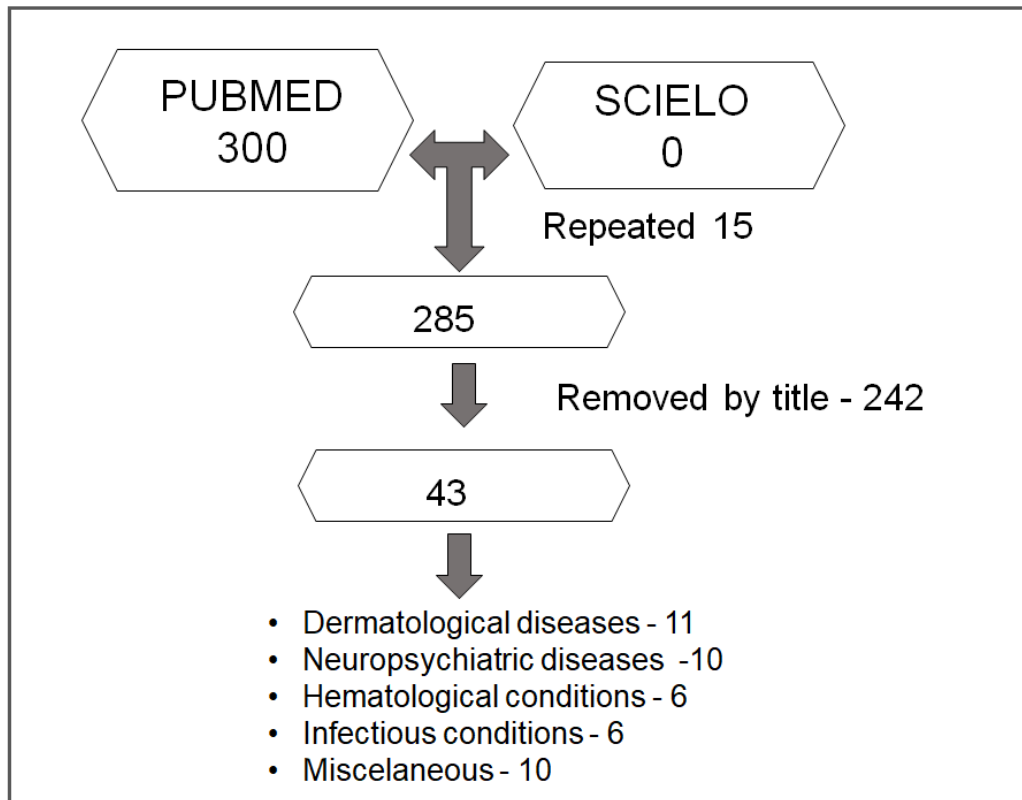 PUBMED
300
SCIELO
0
Repeated 15
285
Removed by title - 242
43
• Dermatological diseases - 11
• Neuropsychiatric diseases -10
• Hematological conditions - 6
• Infectious conditions - 6
• Miscelaneous - 10